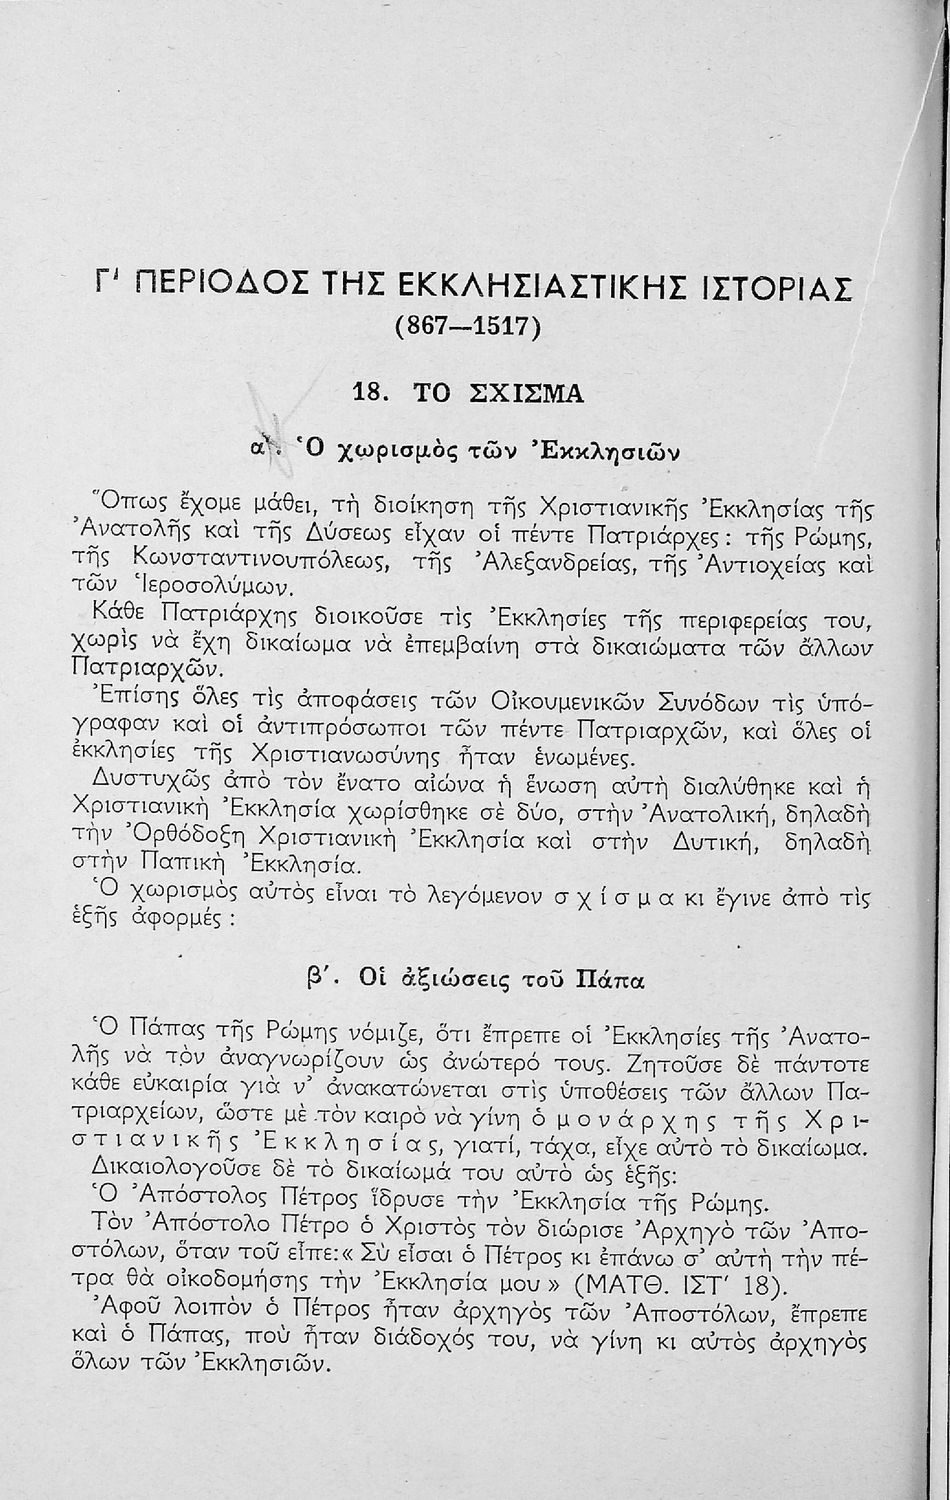 Γ' ΠΕΡΙΟΔΟΣ ΤΗΣ ΕΚΚΛΗΣΙΑΣΤΙΚΗΣ ΙΣΤΟΡΙΑΣ
(867—1517)
18. ΤΟ ΣΧΙΣΜΑ
α'. Ὁ χωρισμὸς τῶν Ἐκκλησιῶν
Ὅπως ἔχομε μάθει, τὴ διοίκηση τῆς Χριστιανικῆς Ἐκκλησίας τῆς
Ἀνατολῆς καὶ τῆς Δύσεως εἶχαν οἱ πέντε Πατριάρχες : τῆς Ρώμης,
τῆς Κωνσταντινουπόλεως, τῆς Ἀλεξανδρείας, τῆς Ἀντιοχείας καὶ
τῶν Ἱεροσολύμων.
Κάθε Πατριάρχης διοικοῦσε τὶς Ἐκκλησίες τῆς περιφερείας του,
χωρὶς νὰ ἔχη δικαίωμα νὰ ἐπεμβαίνη στὰ δικαιώματα τῶν ἄλλων
Πατριαρχῶν.
Ἐπίσης ὅλες τὶς ἀποφάσεις τῶν Οἰκουμενικῶν Συνόδων τὶς ὑπό-
γραφαν καὶ οἱ ἀντιπρόσωποι τῶν πέντε Πατριαρχῶν, καὶ ὅλες οἱ
ἐκκλησίες τῆς Χριστιανωσύνης ἦταν ἑνωμένες.
Δυστυχῶς ἀπὸ τὸν ἔνατο αἰώνα ἡ ἕνωση αὐτὴ διαλύθηκε καὶ ἡ
Χριστιανικὴ Ἐκκλησία χωρίσθηκε σὲ δύο, στὴν Ἀνατολική, δηλαδὴ
τὴν Ὀρθόδοξη Χριστιανικὴ Ἐκκλησία καὶ στὴν Δυτική, δηλαδὴ
στὴν Παπικὴ Ἐκκλησία.
Ὁ χωρισμὸς αὐτὸς εἶναι τὸ λεγόμενον σ χ ί σ μ α κι ἔγινε ἀπὸ τὶς
ἑξῆς ἀφορμές :
β'. Οἱ ἀξιώσεις τοῦ Πάπα
Ὁ Πάπας τῆς Ρώμης νόμιζε, ὅτι ἔπρεπε οἱ Ἐκκλησίες τῆς Ἀνατο-
λῆς νὰ τὸν ἀναγνωρίζουν ὡς ἀνώτερό τους. Ζητοῦσε δὲ πάντοτε
κάθε εὐκαιρία γιὰ ν' ἀνακατώνεται στὶς ὑποθέσεις τῶν ἄλλων Πα-
τριαρχείων, ὥστε μὲ τὸν καιρὸ νὰ γίνη ὁ μ ο ν ά ρ χ η ς τ ῆ ς Χ ρ ι-
σ τ ι α ν ι κ ῆ ς Ἐ κ κ λ η σ ί α ς, γιατί, τάχα, εἶχε αὐτὸ τὸ δικαίωμα.
Δικαιολογοῦσε δὲ τὸ δικαίωμά του αὐτὸ ὡς ἑξῆς:
Ὁ Ἀπόστολος Πέτρος ἵδρυσε τὴν Ἐκκλησία τῆς Ρώμης.
Τὸν Ἀπόστολο Πέτρο ὁ Χριστὸς τὸν διώρισε Ἀρχηγὸ τῶν Ἀπο-
στόλων, ὅταν τοῦ εἶπε:« Σὺ εἶσαι ὁ Πέτρος κι ἐπάνω σ' αὐτὴ τὴν πέ-
τρα θὰ οἰκοδομήσης τὴν Ἐκκλησία μου » (ΜΑΤΘ. ΙΣΤ' 18).
Ἀφοῦ λοιπὸν ὁ Πέτρος ἦταν ἀρχηγὸς τῶν Ἀποστόλων, ἔπρεπε
καὶ ὁ Πάπας, ποὺ ἦταν διάδοχός του, νὰ γίνη κι αὐτὸς ἀρχηγὸς
ὅλων τῶν Ἐκκλησιῶν.